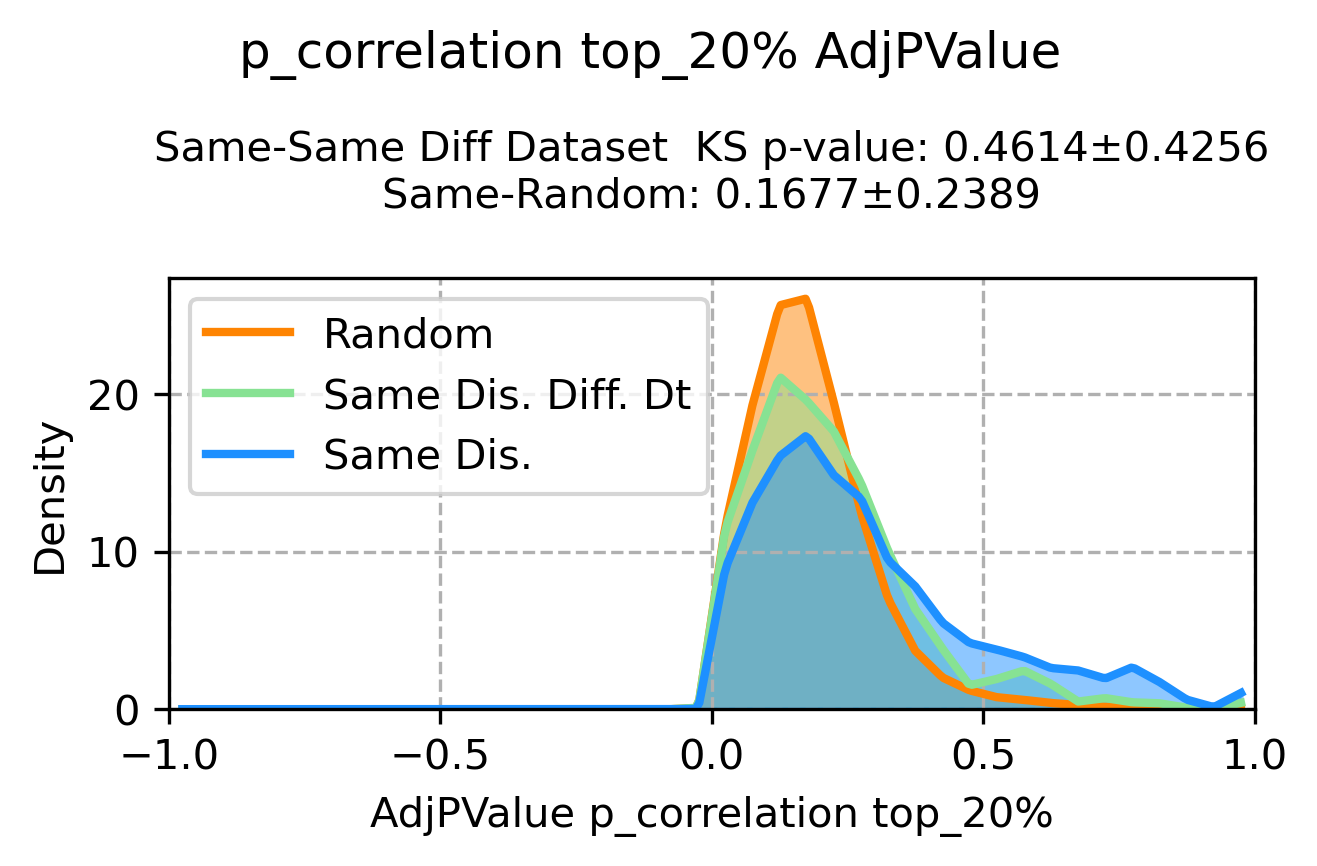 p_correlation top_20% AdjPValue
Same-Same Diff Dataset  KS p-value: 0.4614±0.4256
Same-Random: 0.1677±0.2389
Random
Same Dis. Diff. Dt
Same Dis.
Density
20
10
0
−1.0
−0.5
0.0
0.5
1.0
AdjPValue p_correlation top_20%